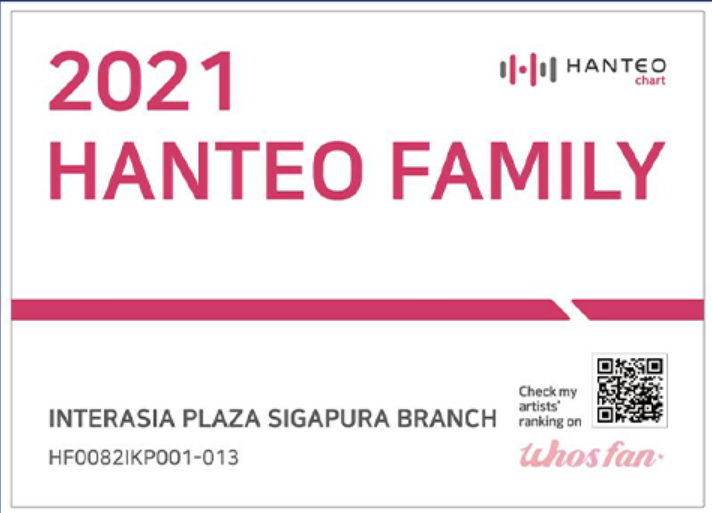 2021
HANTEO
chart
HANTEO FAMILY
INTERASIA PLAZA SIGAPURA BRANCH
HF0082IKP001-013
Check my
artists'
ranking on
whosfan